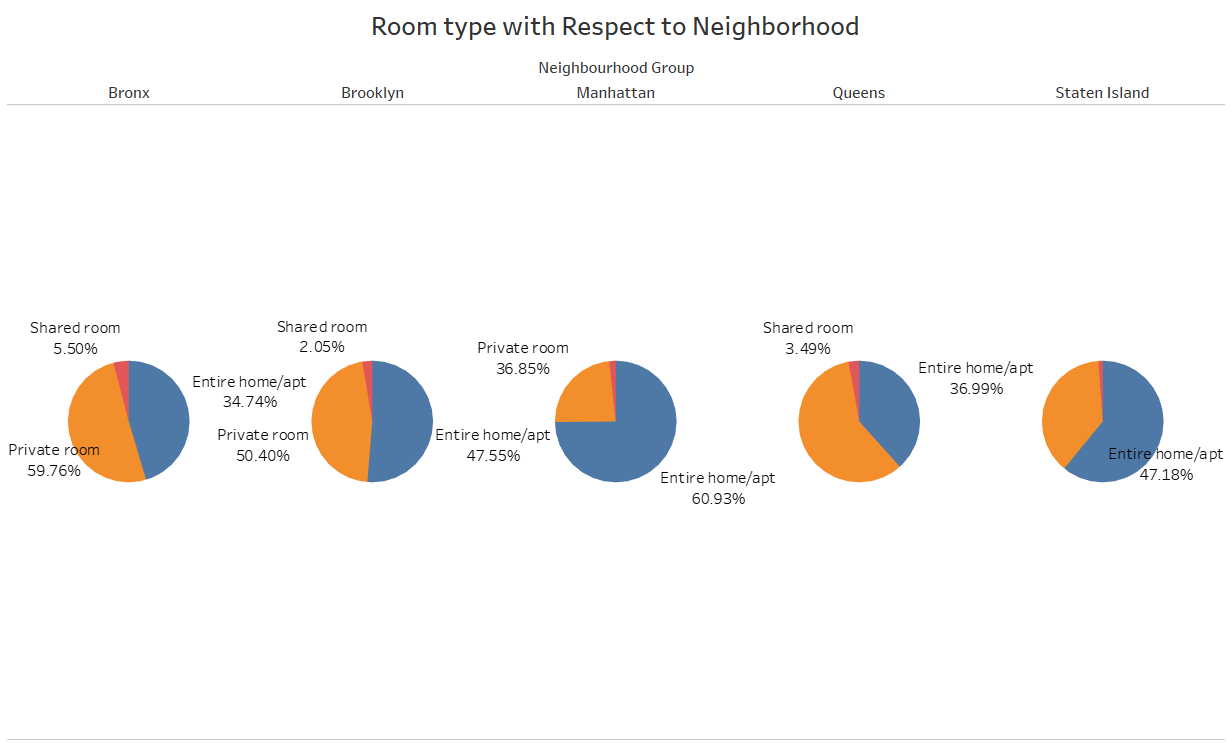 Room type with Respect to Neighborhood
Neighbourhood Group
Bronx
Brooklyn
Manhattan
Queens
Staten Island
Shared room
5.50%
Entire home/apt
34.74%
Private room
59.76%
Shared room
2.05%
Private room
50.40%
Entire home/apt
47.55%
Private room
36.85%
Entire home/apt
60.93%
Shared room
3.49%
Entire home/apt
36.99%
Entire home/apt
47.18%